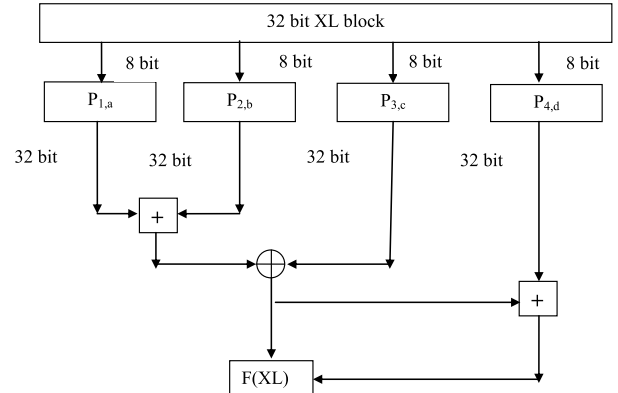 32 bit XL block
8 bit 8 bit 8 bit 8 bit
P1,a P2,b P3,c P4,d
32 bit 32 bit 32 bit 32 bit
+
+
F(XL)